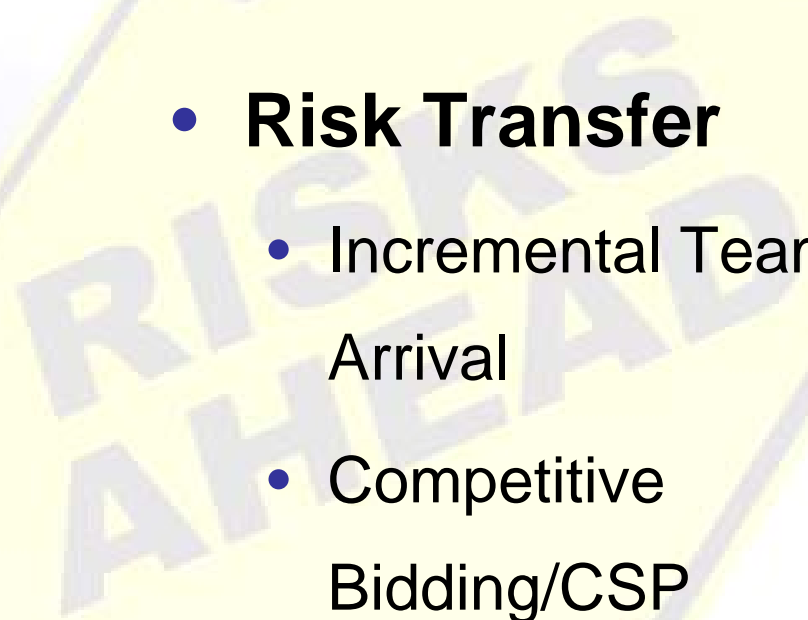 RISKS
AHEAD
• Risk Transfer
• Incremental
Arrival
• Competitive
Bidding/CSP